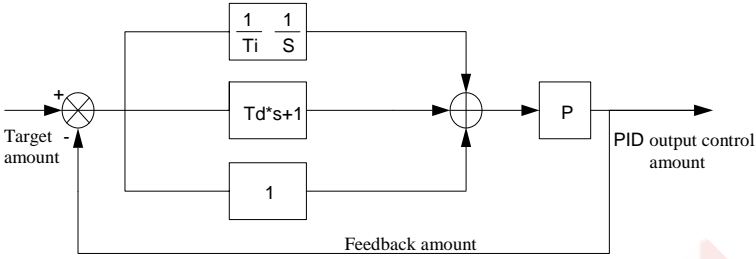 1 1
Ti S
+
Td*s+1
P
Target -
amount
PID output control
amount
1
Feedback amount